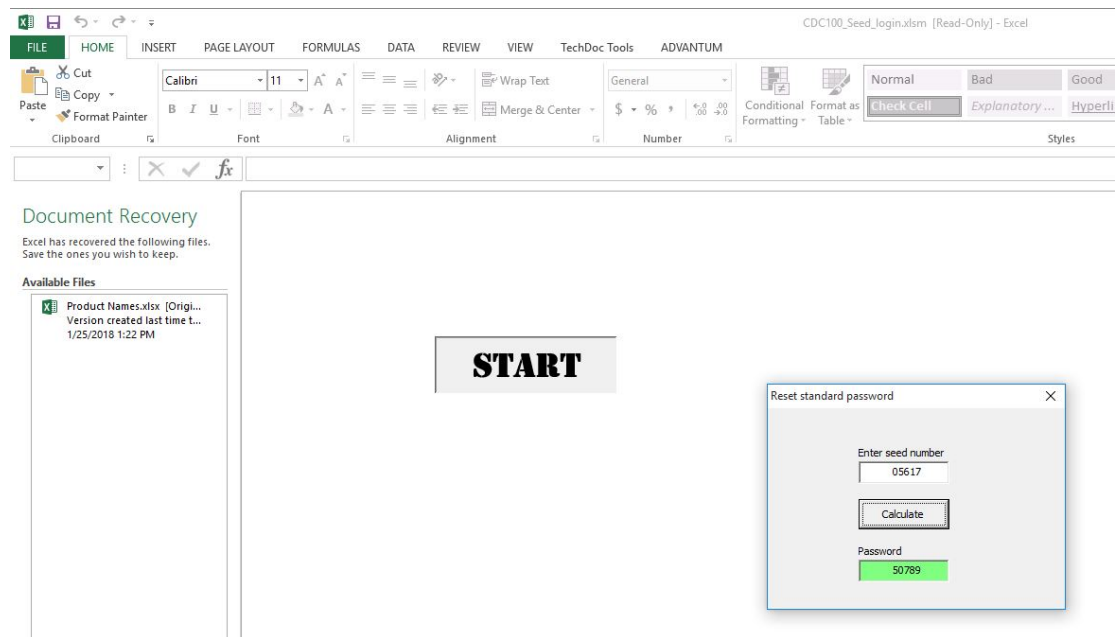 CDC100_Seed_login.xlsm [Read-Only] - Excel
FILE HOME INSERT PAGE LAYOUT FORMULAS DATA REVIEW VIEW TechDoc Tools ADVANTUM
Paste
Cut
Copy
Format Painter
Clipboard
Calibri 11
B I U
Font
Wrap Text
Merge & Center
Alignment
General
$ % ,
Number
Conditional Formatting
Format as Table
Normal Bad Good
Check Cell Explanatory ... Hyperli
Styles
fx
Document Recovery
Excel has recovered the following files.
Save the ones you wish to keep.
Available Files
Product Names.xlsx [Origi...
Version created last time t...
1/25/2018 1:22 PM
START
Reset standard password
Enter seed number
05617
Calculate
Password
50789